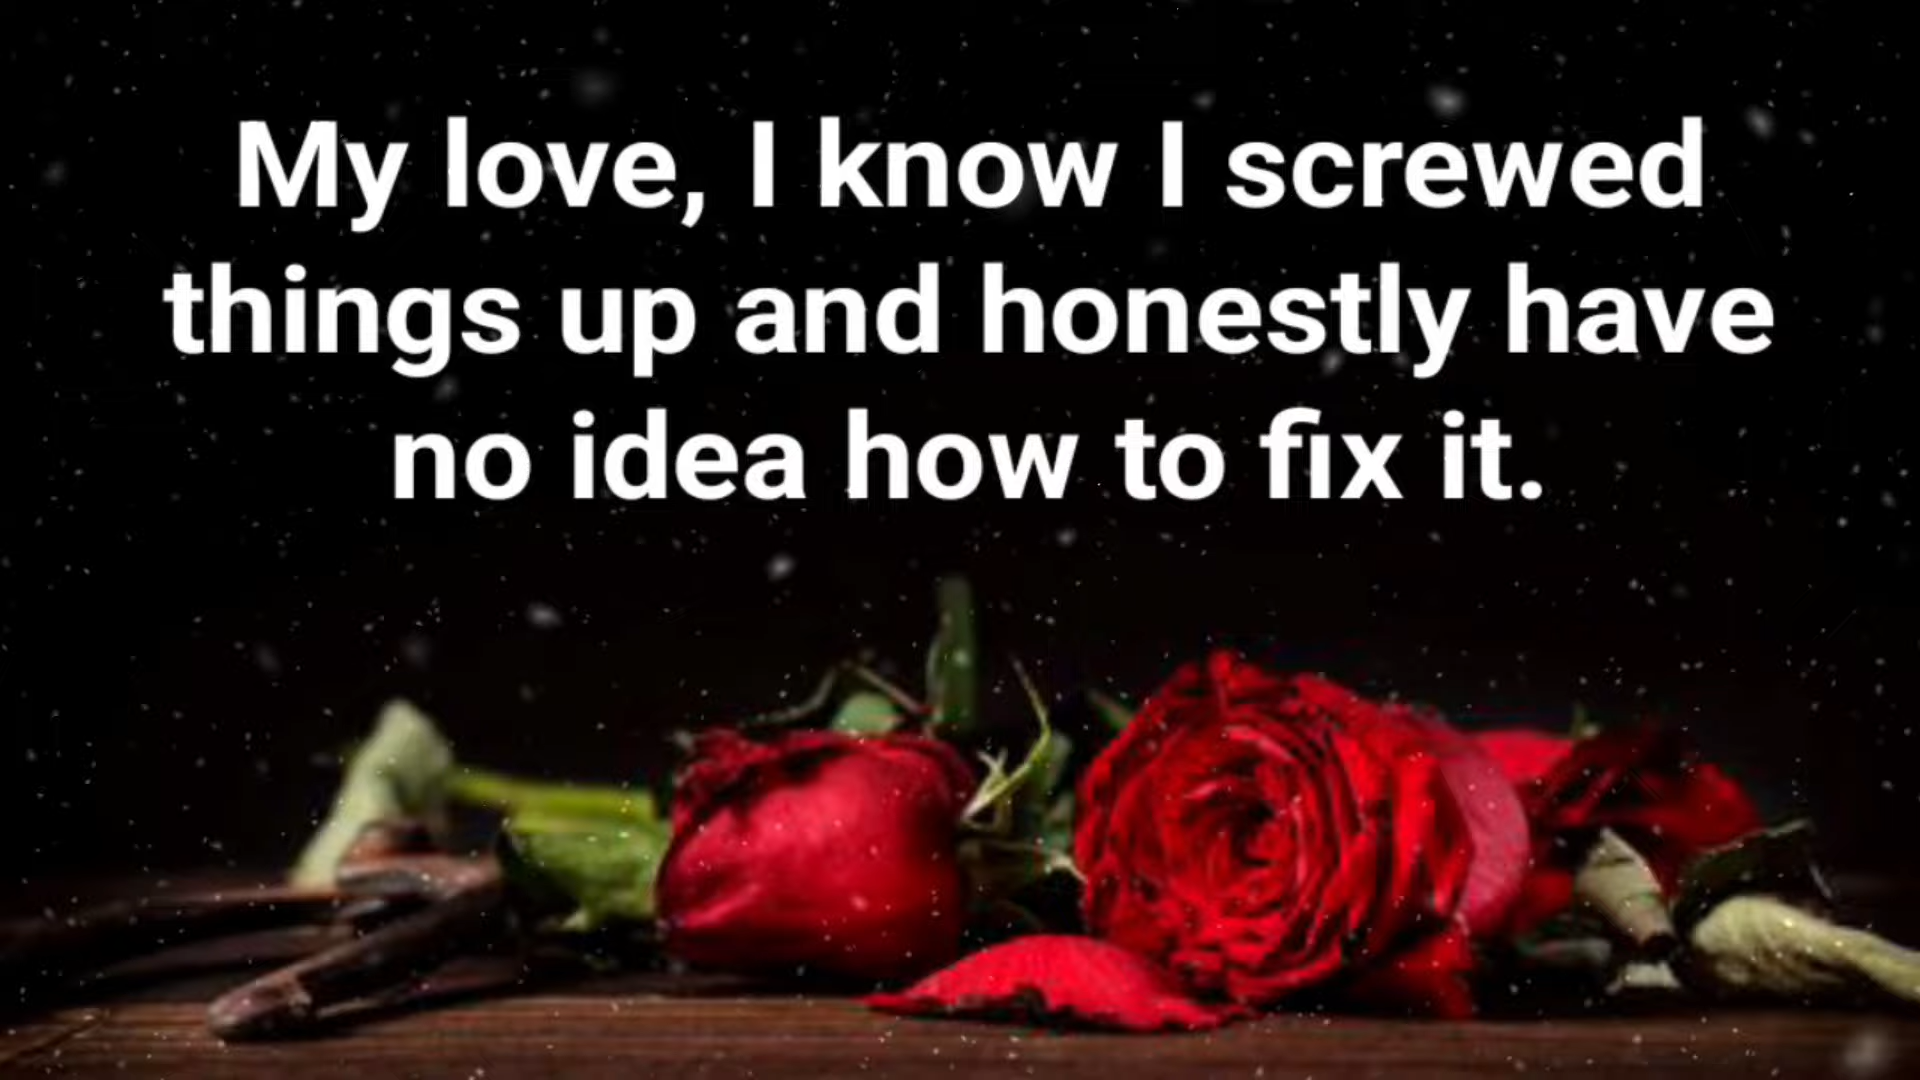 My love, I know I screwed
things up and honestly have
no idea how to fix it.